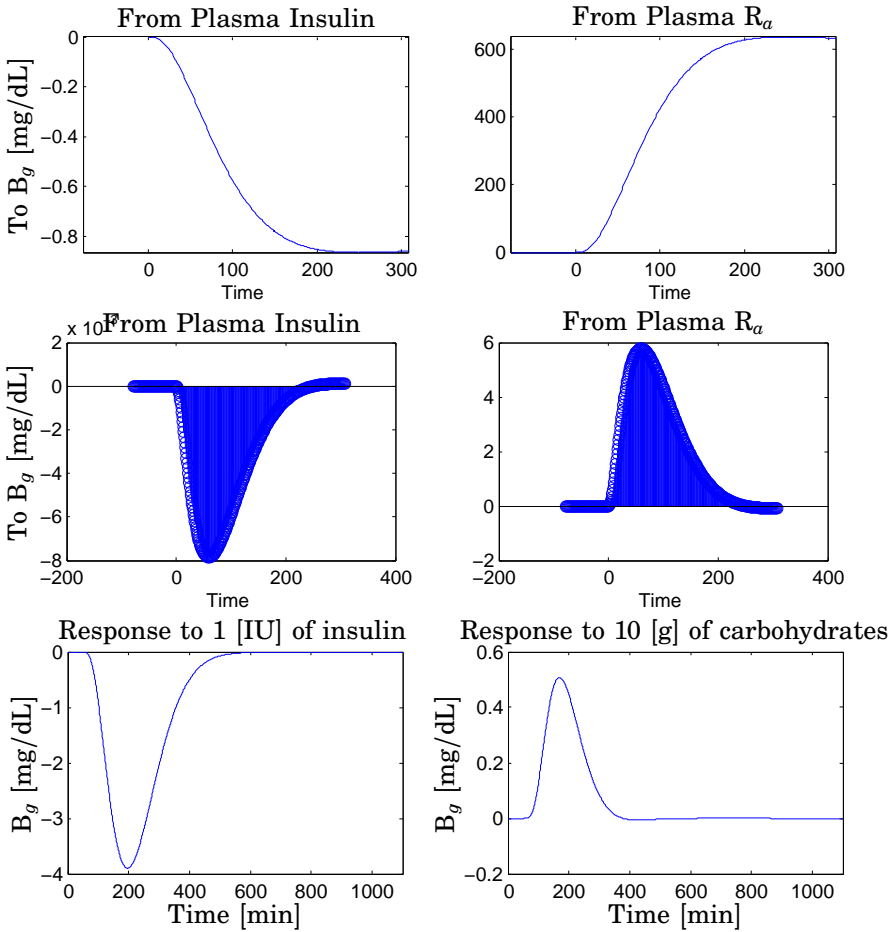 From Plasma Insulin
To B_g [mg/dL]
0
−0.2
−0.4
−0.6
−0.8
0 100 200 300
Time
From Plasma R_a
600
400
200
0
0 100 200 300
Time
From Plasma Insulin
x 10
To B_g [mg/dL]
2
0
−2
−4
−6
−8
−200 0 200 400
Time
From Plasma R_a
6
4
2
0
−2
−200 0 200 400
Time
Response to 1 [IU] of insulin
B_g [mg/dL]
0
−1
−2
−3
−4
0 200 400 600 800 1000
Time [min]
Response to 10 [g] of carbohydrates
B_g [mg/dL]
0.6
0.4
0.2
0
−0.2
0 200 400 600 800 1000
Time [min]